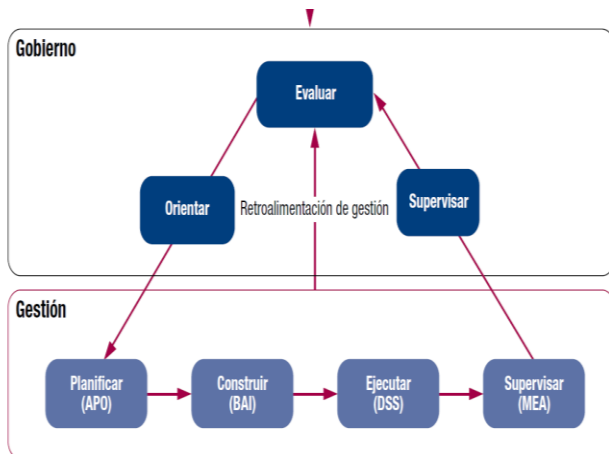 Gobierno
Evaluar
Orientar
Retroalimentación de gestión
Supervisar
Gestión
Planificar
(APO)
Construir
(BAI)
Ejecutar
(DSS)
Supervisar
(MEA)